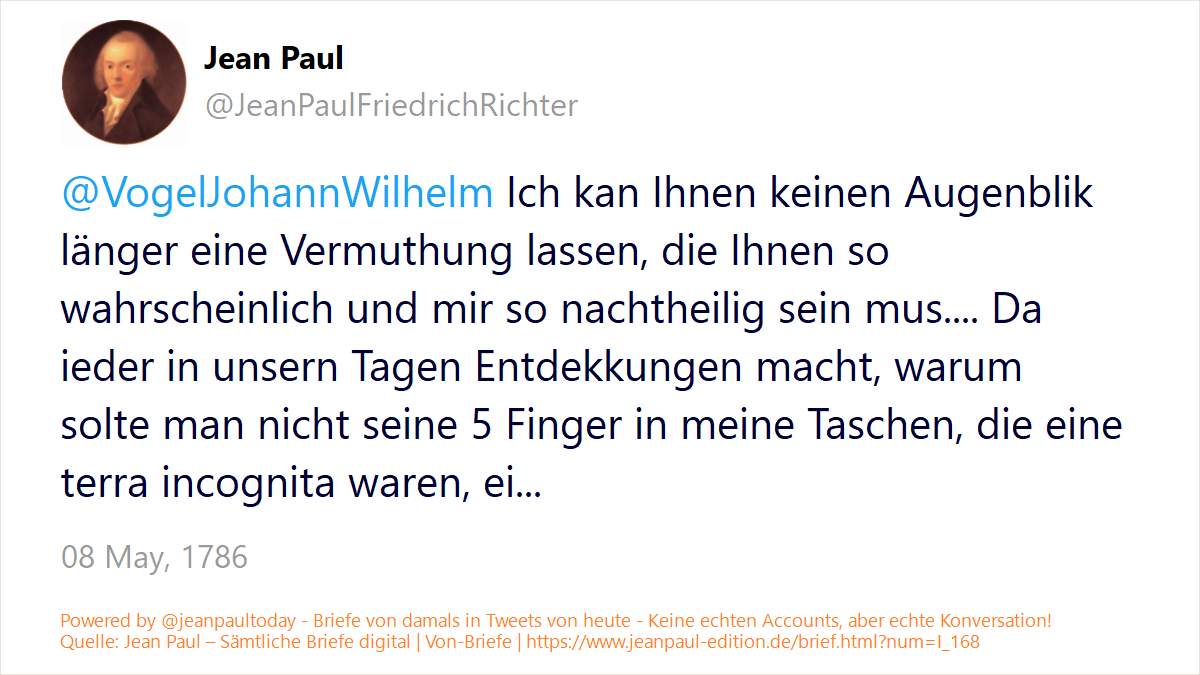 Jean Paul
@JeanPaulFriedrichRichter
@VogelJohannWilhelm Ich kan Ihnen keinen Augenblik
länger eine Vermuthung lassen, die Ihnen so
wahrscheinlich und mir so nachtheilig sein mus.... Da
ieder in unsern Tagen Entdekkungen macht, warum
solte man nicht seine 5 Finger in meine Taschen, die eine
terra incognita waren, ei...
08 May, 1786
Powered by @jeanpaultoday - Briefe von damals in Tweets von heute - Keine echten Accounts, aber echte Konversation!
Quelle: Jean Paul – Sämtliche Briefe digital | Von-Briefe | https://www.jeanpaul-edition.de/brief.html?num=I_168